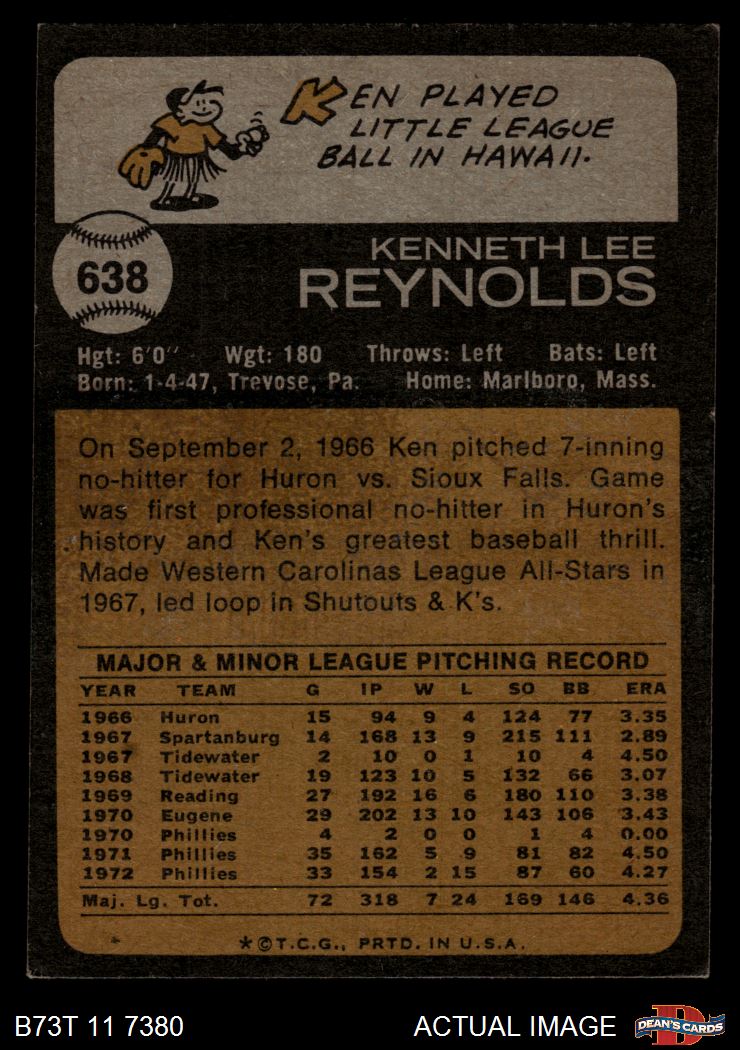 KEN PLAYED
LITTLE LEAGUE
BALL IN HAWAII.
638
KENNETH LEE
REYNOLDS
Hgt: 6'0" Wgt: 180 Throws: Left Bats: Left
Born: 1-4-47, Trevose, Pa. Home: Marlboro, Mass.
On September 2, 1966 Ken pitched 7-inning
no-hitter for Huron vs. Sioux Falls. Game
was first professional no-hitter in Huron's
history and Ken's greatest baseball thrill.
Made Western Carolinas League All-Stars in
1967, led loop in Shutouts & K's.
MAJOR & MINOR LEAGUE PITCHING RECORD
YEAR TEAM G IP W L SO BB ERA
1966 Huron 15 94 9 4 124 77 3.35
1967 Spartanburg 14 168 13 9 215 111 2.89
1967 Tidewater 2 10 0 1 10 4 4.50
1968 Tidewater 19 123 10 5 132 66 3.07
1969 Reading 27 192 16 6 180 110 3.38
1970 Eugene 29 202 13 10 143 106 3.43
1970 Phillies 4 2 0 0 1 4 0.00
1971 Phillies 35 162 5 9 81 82 4.50
1972 Phillies 33 154 2 15 87 60 4.27
Maj. Lg. Tot. 72 318 7 24 169 146 4.36
*©T.C.G., PRTD. IN U.S.A.
B73T 11 7380 ACTUAL IMAGE
DEAN'S CARDS